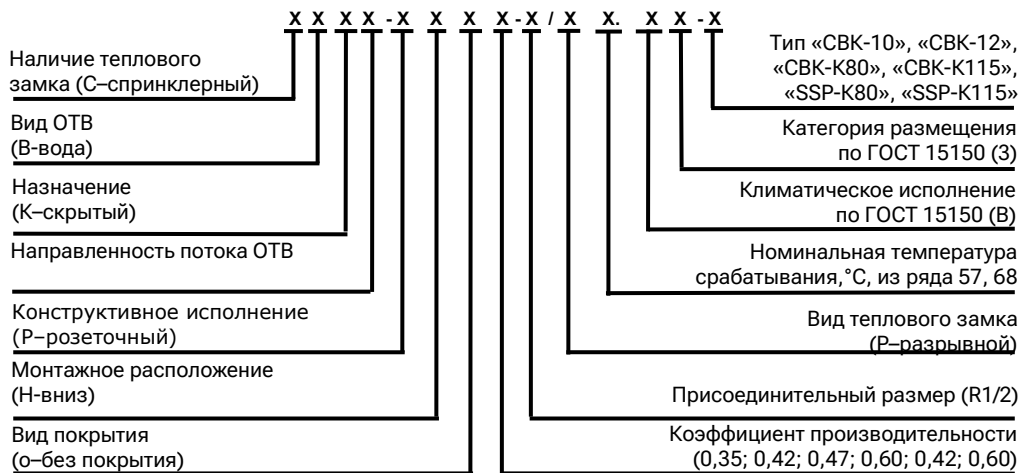 X X X X - X X X X - X / X X. X X - X
Наличие теплового
замка (С–спринклерный)
Вид ОТВ
(В-вода)
Назначение
(К–скрытый)
Направленность потока ОТВ
Конструктивное исполнение
(Р–розеточный)
Монтажное расположение
(Н-вниз)
Вид покрытия
(о–без покрытия)
Тип «СВК-10», «СВК-12»,
«СВК-К80», «СВК-К115»,
«SSP-K80», «SSP-K115»
Категория размещения
по ГОСТ 15150 (3)
Климатическое исполнение
по ГОСТ 15150 (В)
Номинальная температура
срабатывания,°С, из ряда 57, 68
Вид теплового замка
(Р–разрывной)
Присоединительный размер (R1/2)
Коэффициент производительности
(0,35; 0,42; 0,47; 0,60; 0,42; 0,60)